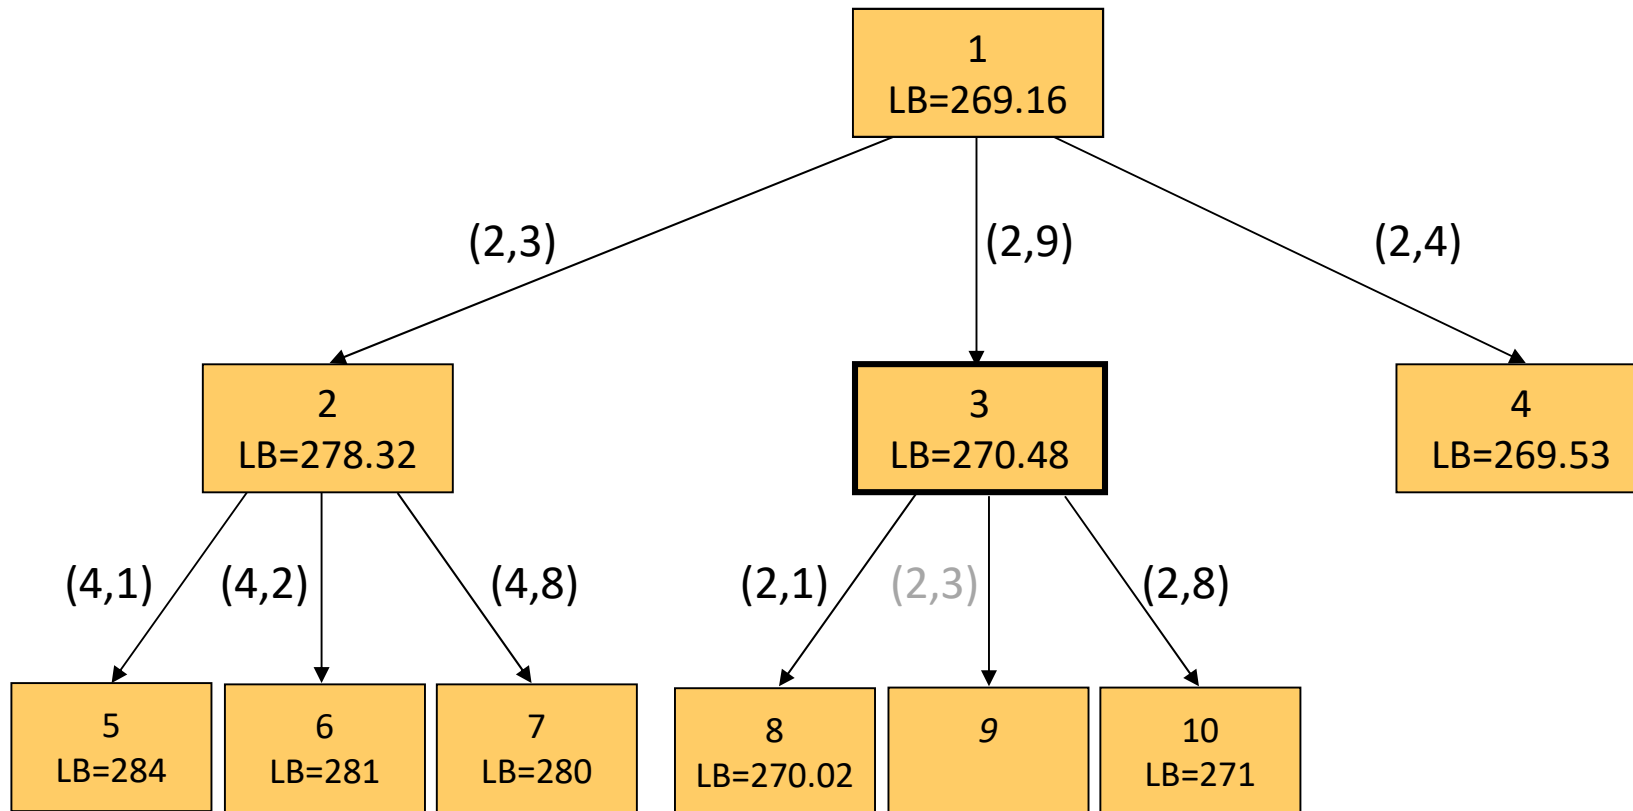 1
LB=269.16
(2,3)
(2,9)
(2,4)
2
LB=278.32
3
LB=270.48
4
LB=269.53
(4,1)
(4,2)
(4,8)
(2,1)
(2,3)
(2,8)
5
LB=284
6
LB=281
7
LB=280
8
LB=270.02
9
10
LB=271